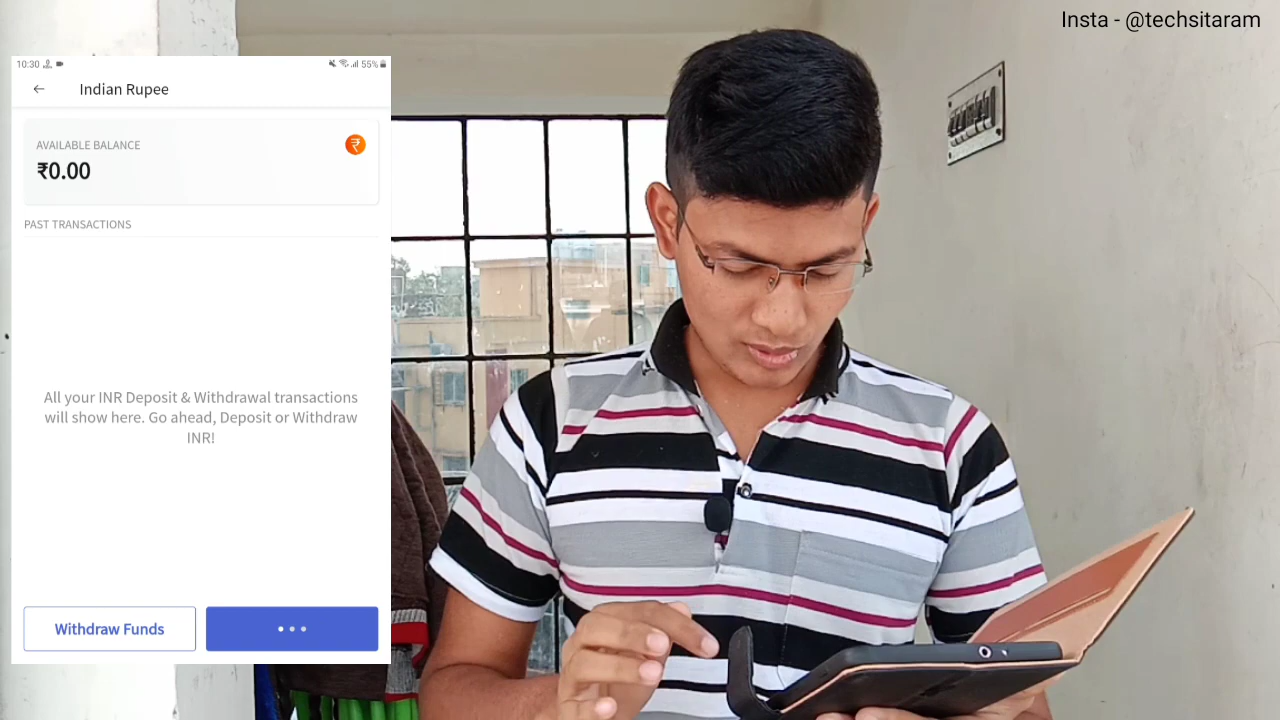 Insta - @techsitaram
10:30 55%
Indian Rupee
AVAILABLE BALANCE
₹0.00
PAST TRANSACTIONS
All your INR Deposit & Withdrawal transactions
will show here. Go ahead, Deposit or Withdraw
INR!
Withdraw Funds